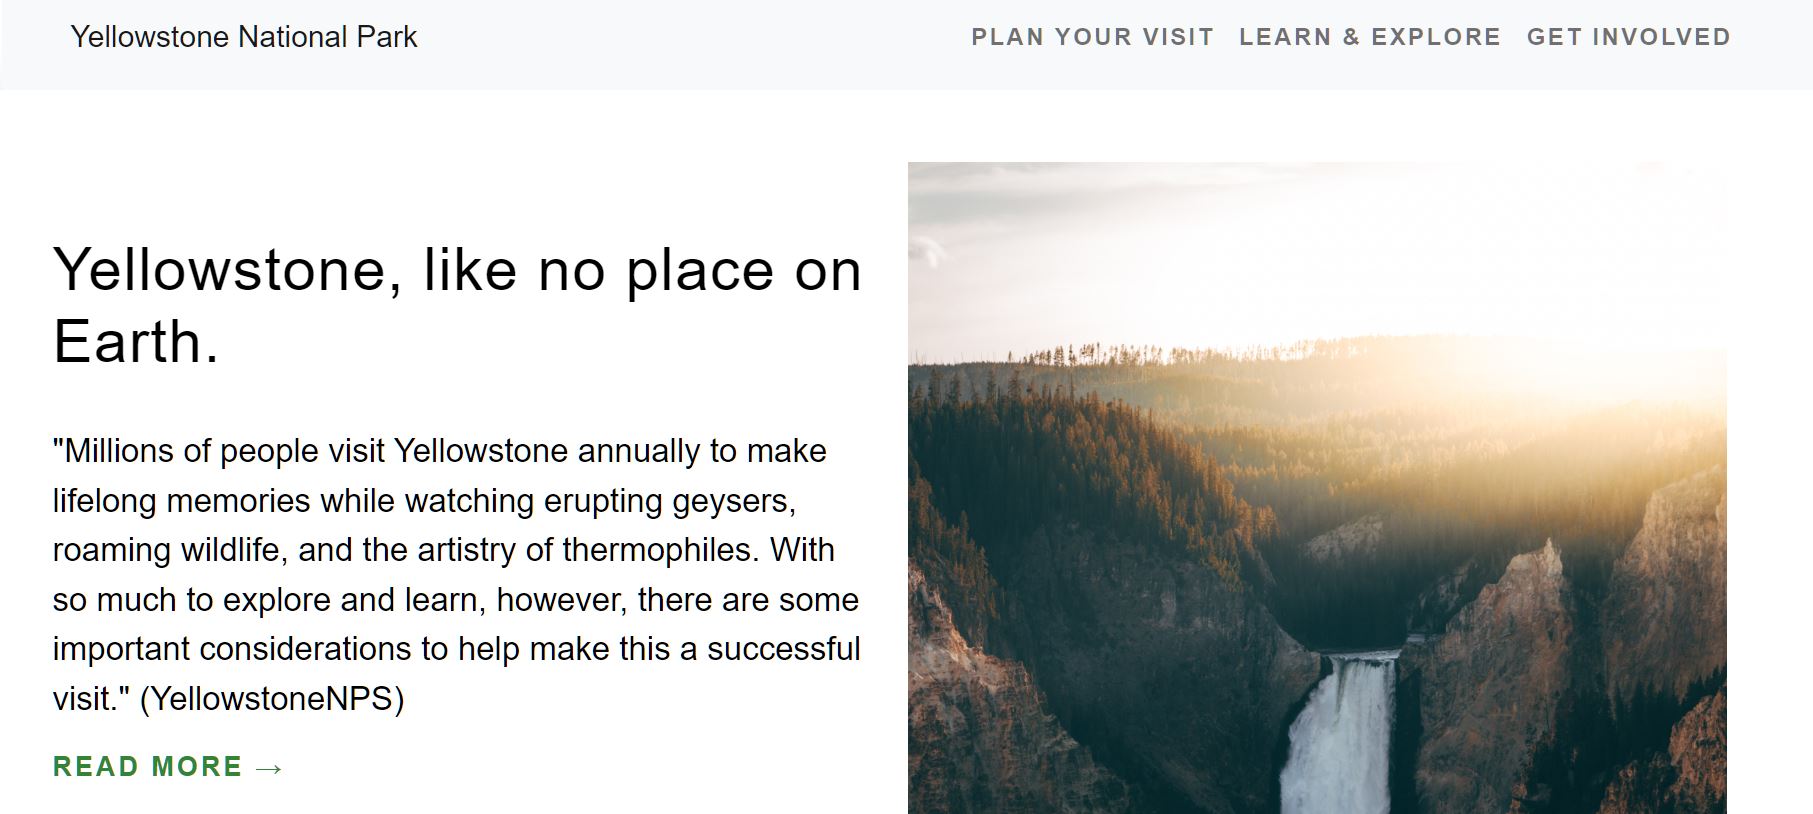 Yellowstone National Park
PLAN YOUR VISIT LEARN & EXPLORE GET INVOLVED
Yellowstone, like no place on
Earth.
"Millions of people visit Yellowstone annually to make
lifelong memories while watching erupting geysers,
roaming wildlife, and the artistry of thermophiles. With
so much to explore and learn, however, there are some
important considerations to help make this a successful
visit." (YellowstoneNPS)
READ MORE →